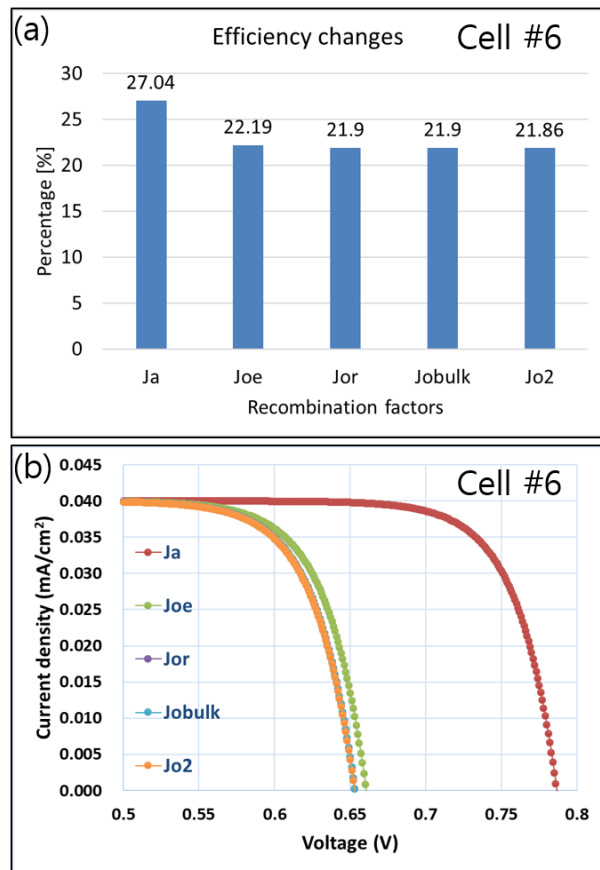 (a)
Efficiency changes
Cell #6
Percentage [%]
30
25
20
15
10
5
0
27.04
22.19
21.9
21.9
21.86
Ja
Joe
Jor
Jobulk
Jo2
Recombination factors
(b)
Cell #6
Current density (mA/cm²)
0.045
0.040
0.035
0.030
0.025
0.020
0.015
0.010
0.005
0.000
Ja
Joe
Jor
Jobulk
Jo2
0.5
0.55
0.6
0.65
0.7
0.75
0.8
Voltage (V)